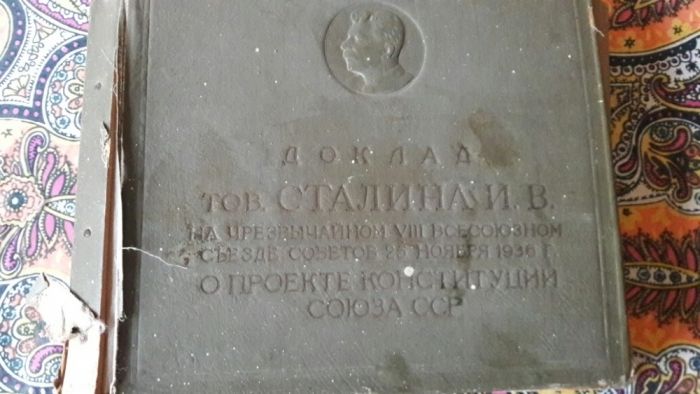 ДОКЛАД
ТОВ. СТАЛИНА И. В.
НА ЧРЕЗВЫЧАЙНОМ VIII ВСЕСОЮЗНОМ
СЪЕЗДЕ СОВЕТОВ 25 НОЯБРЯ 1936 Г.
О ПРОЕКТЕ КОНСТИТУЦИИ
СОЮЗА ССР